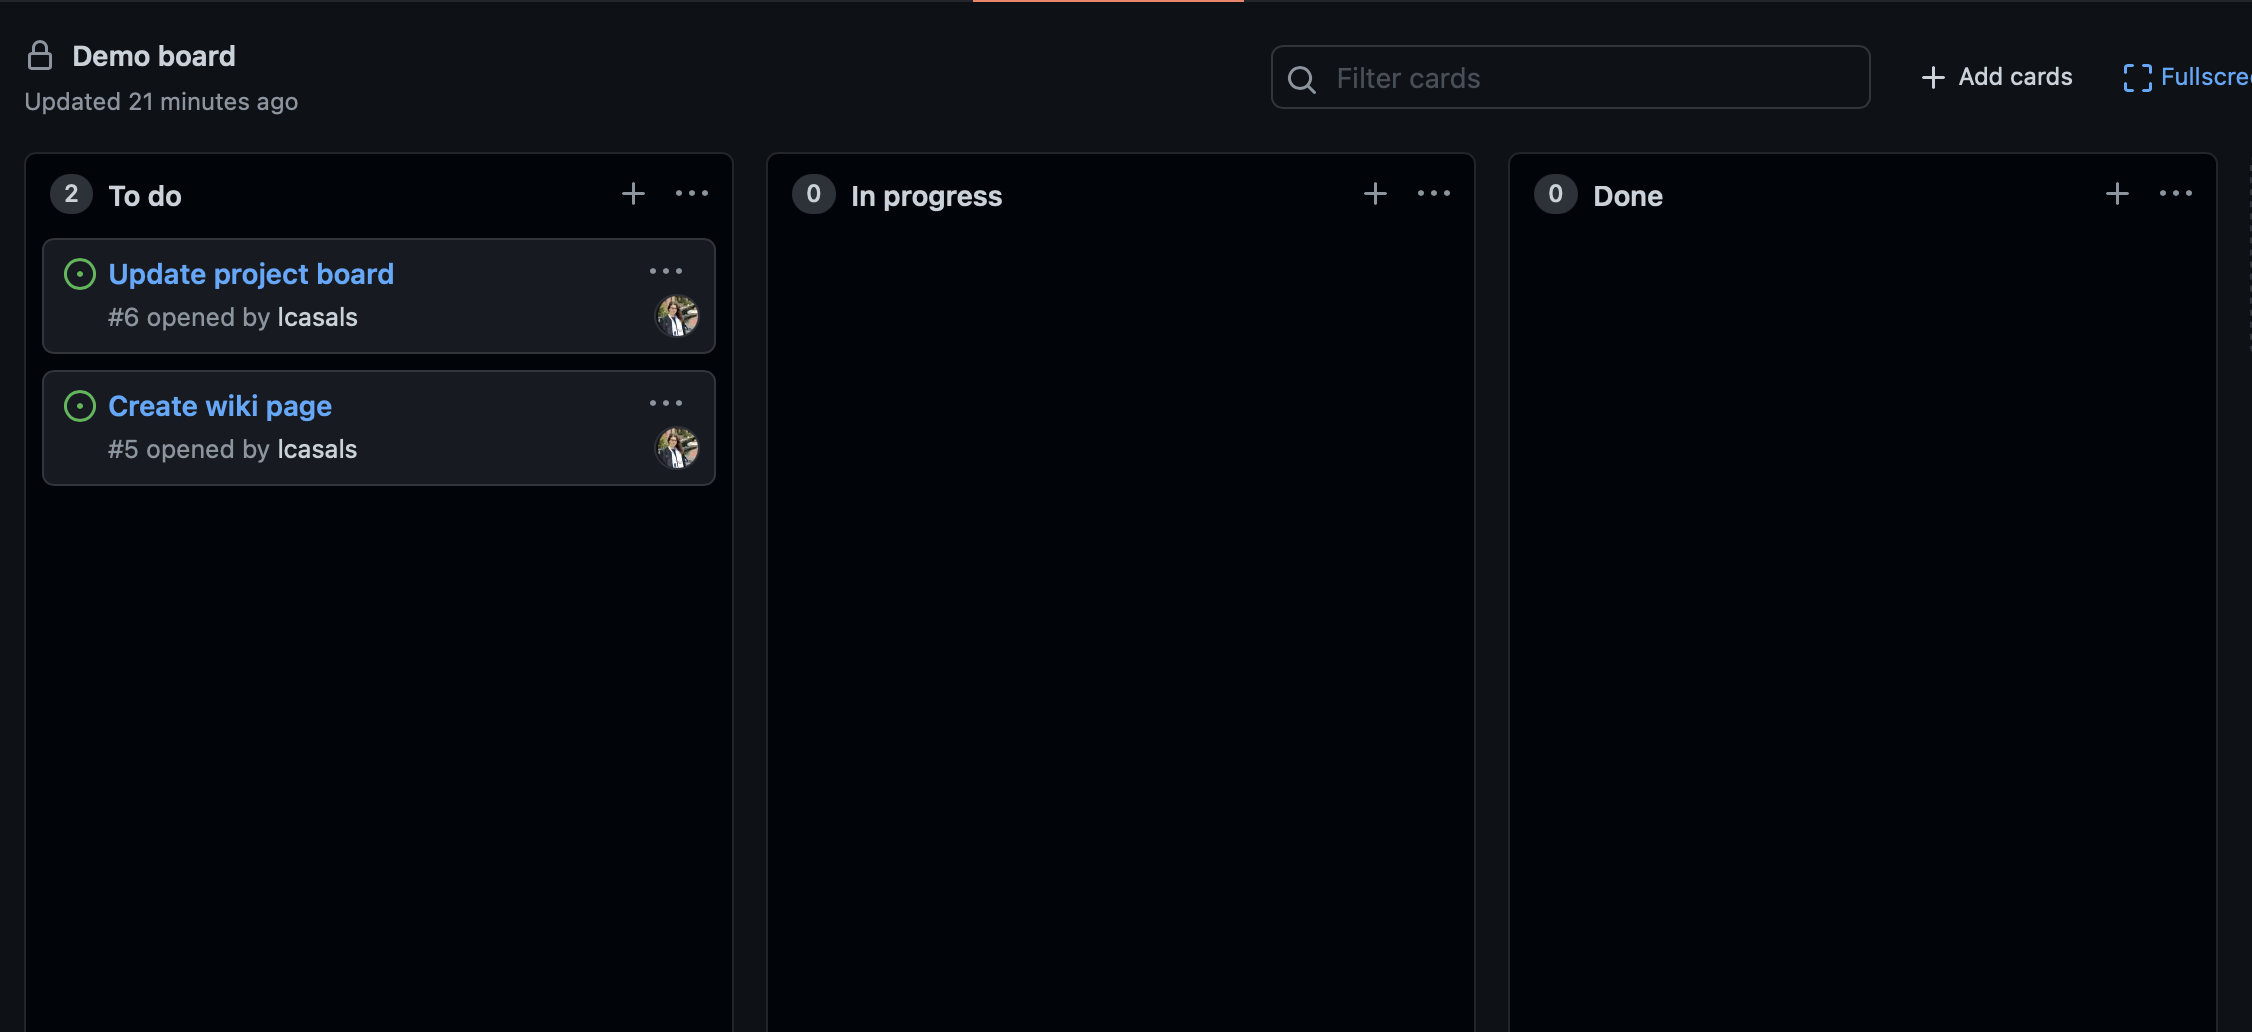 Demo board
Updated 21 minutes ago
Filter cards
Add cards
Fullscre
2 To do
Update project board
#6 opened by lcasals
Create wiki page
#5 opened by lcasals
0 In progress
0 Done